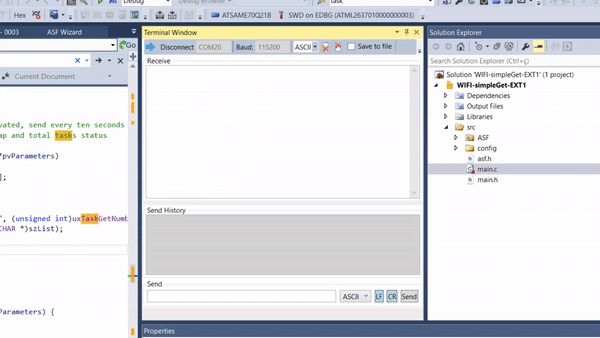 Debug
Debug Browser
task
Hex
ATSAME70Q21B
SWD on EDBG (ATML2637010000000003)
- 0003
ASF Wizard
Go
Current Document
vated, send every ten seconds
ap and total tasks status
*pvParameters)
];
", (unsigned int)uxTaskGetNumb
CHAR *)szList);
Parameters) {
Terminal Window
Disconnect COM20 Baud: 115200 ASCII Save to file
Receive
Send History
Send
ASCII LF CR Send
Properties
Solution Explorer
Search Solution Explorer (Ctrl+ç)
Solution 'WIFI-simpleGet-EXT1' (1 project)
WIFI-simpleGet-EXT1
Dependencies
Output Files
Libraries
src
ASF
config
asf.h
main.c
main.h